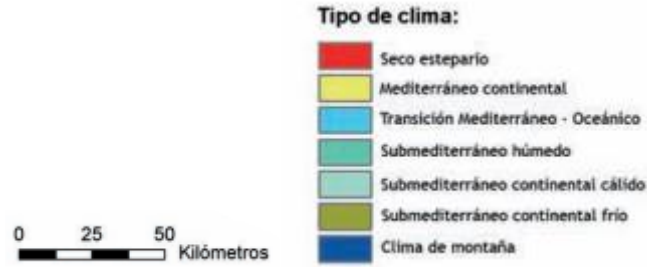 Tipo de clima:
Seco estepario
Mediterráneo continental
Transición Mediterráneo - Oceánico
Submediterráneo húmedo
Submediterráneo continental cálido
Submediterráneo continental frío
Clima de montaña
0 25 50
Kilómetros